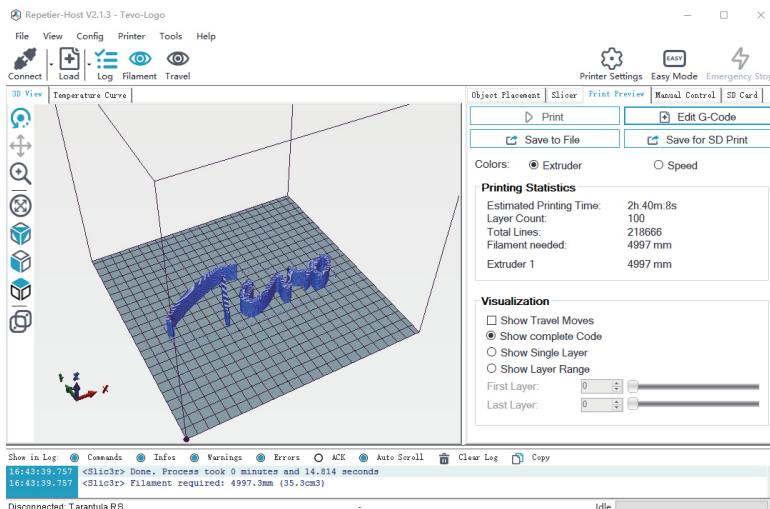 Repetier-Host V2.1.3 - Tevo-Logo
File View Config Printer Tools Help
Connect Load Log Filament Travel Printer Settings Easy Mode Emergency Stop
EASY
3D View Temperature Curve Object Placement Slicer Print Preview Manual Control SD Card
Print Edit G-Code
Save to File Save for SD Print
Colors: Extruder Speed
Printing Statistics
Estimated Printing Time: 2h:40m:8s
Layer Count: 100
Total Lines: 218666
Filament needed: 4997 mm
Extruder 1 4997 mm
Visualization
Show Travel Moves
Show complete Code
Show Single Layer
Show Layer Range
First Layer: 0
Last Layer: 0
Y Z X
Show in Log: Commands Infos Warnings Errors ACK Auto Scroll Clear Log Copy
16:43:39.757 <Slic3r> Done. Process took 0 minutes and 14.814 seconds
16:43:39.757 <Slic3r> Filament required: 4997.3mm (35.3cm3)
Disconnected: Tarantula RS - Idle